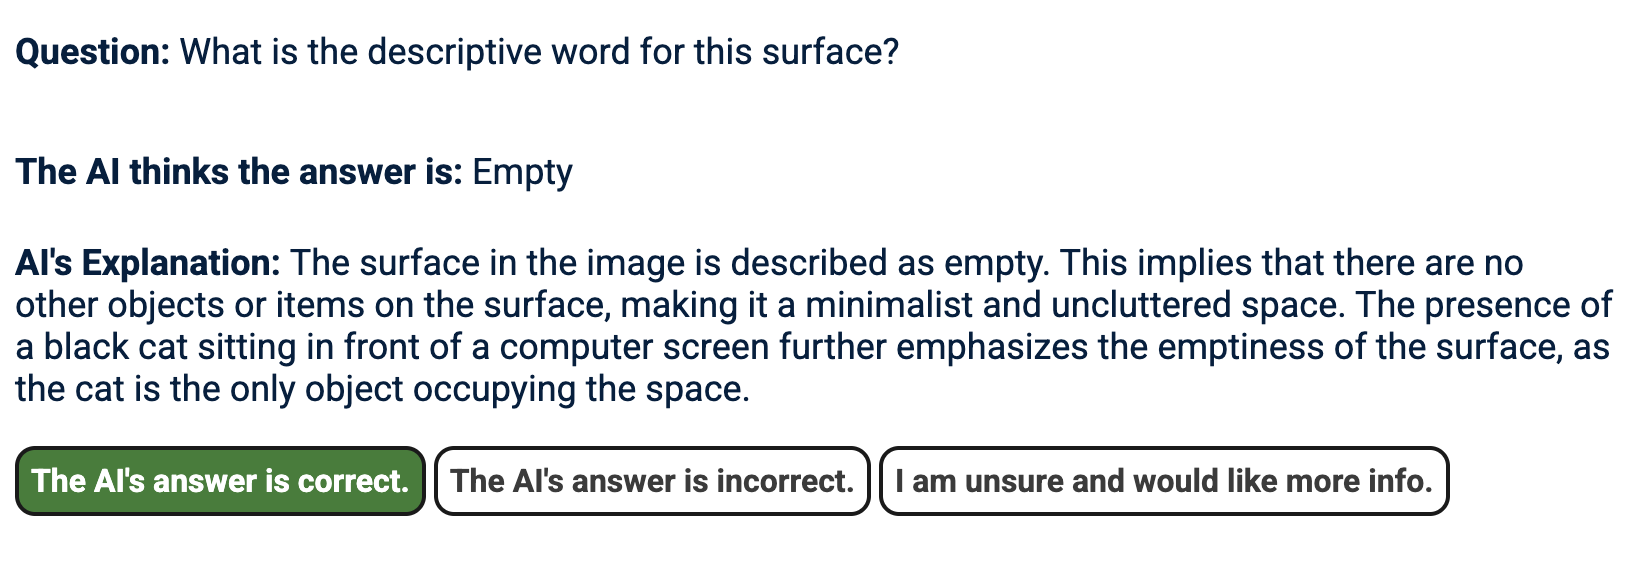 Question: What is the descriptive word for this surface?
The AI thinks the answer is: Empty
AI's Explanation: The surface in the image is described as empty. This implies that there are no
other objects or items on the surface, making it a minimalist and uncluttered space. The presence of
a black cat sitting in front of a computer screen further emphasizes the emptiness of the surface, as
the cat is the only object occupying the space.
The AI's answer is correct. The AI's answer is incorrect. I am unsure and would like more info.